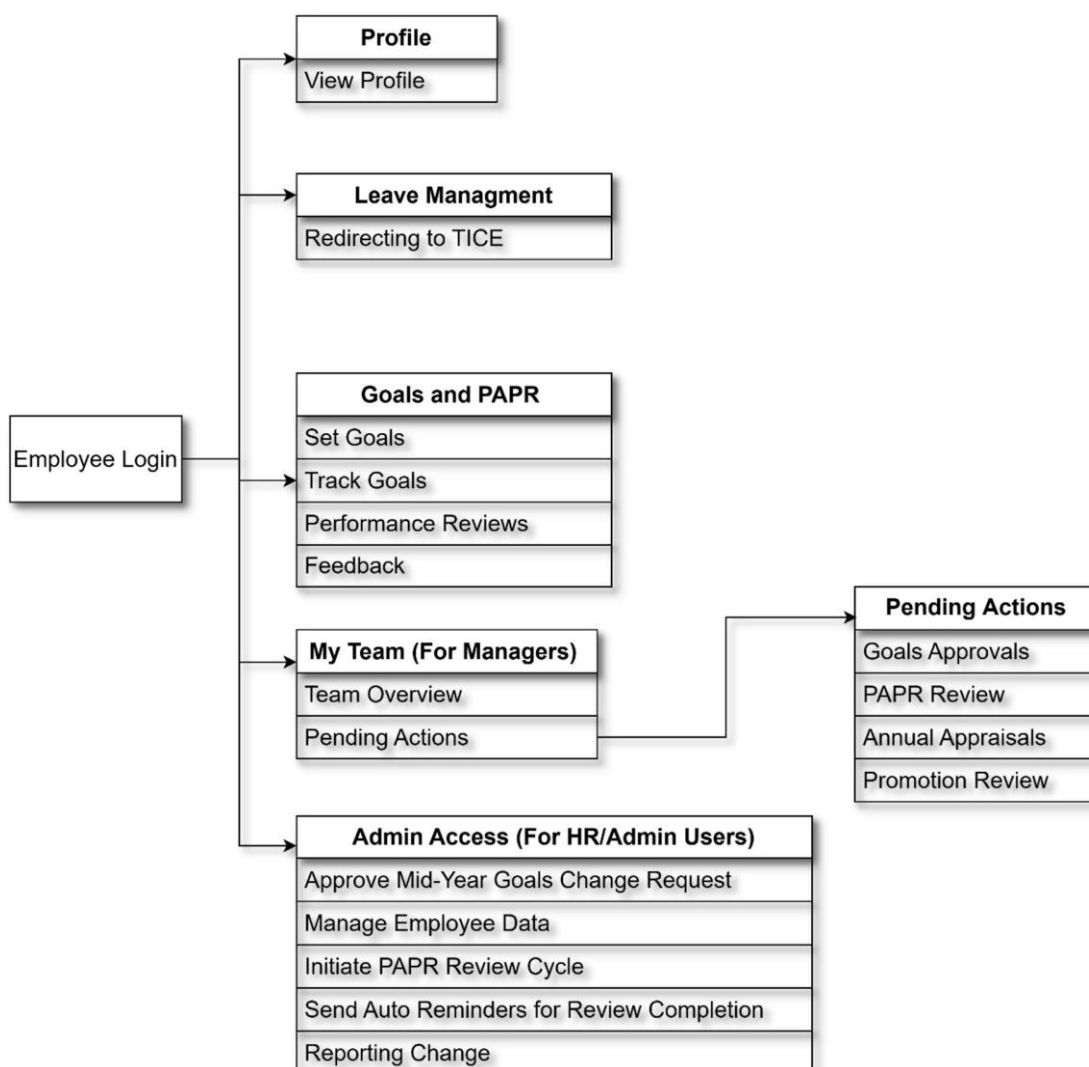 Profile
View Profile
Leave Managment
Redirecting to TICE
Employee Login
Goals and PAPR
Set Goals
Track Goals
Performance Reviews
Feedback
My Team (For Managers)
Team Overview
Pending Actions
Pending Actions
Goals Approvals
PAPR Review
Annual Appraisals
Promotion Review
Admin Access (For HR/Admin Users)
Approve Mid-Year Goals Change Request
Manage Employee Data
Initiate PAPR Review Cycle
Send Auto Reminders for Review Completion
Reporting Change